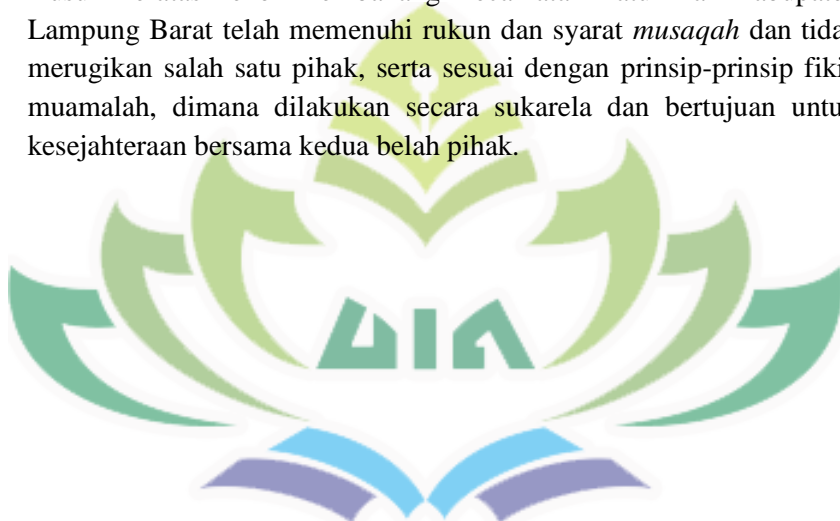 Lampung Barat telah memenuhi rukun dan syarat musaqah dan tida
merugikan salah satu pihak, serta sesuai dengan prinsip-prinsip fiki
muamalah, dimana dilakukan secara sukarela dan bertujuan untu
kesejahteraan bersama kedua belah pihak.
UIN